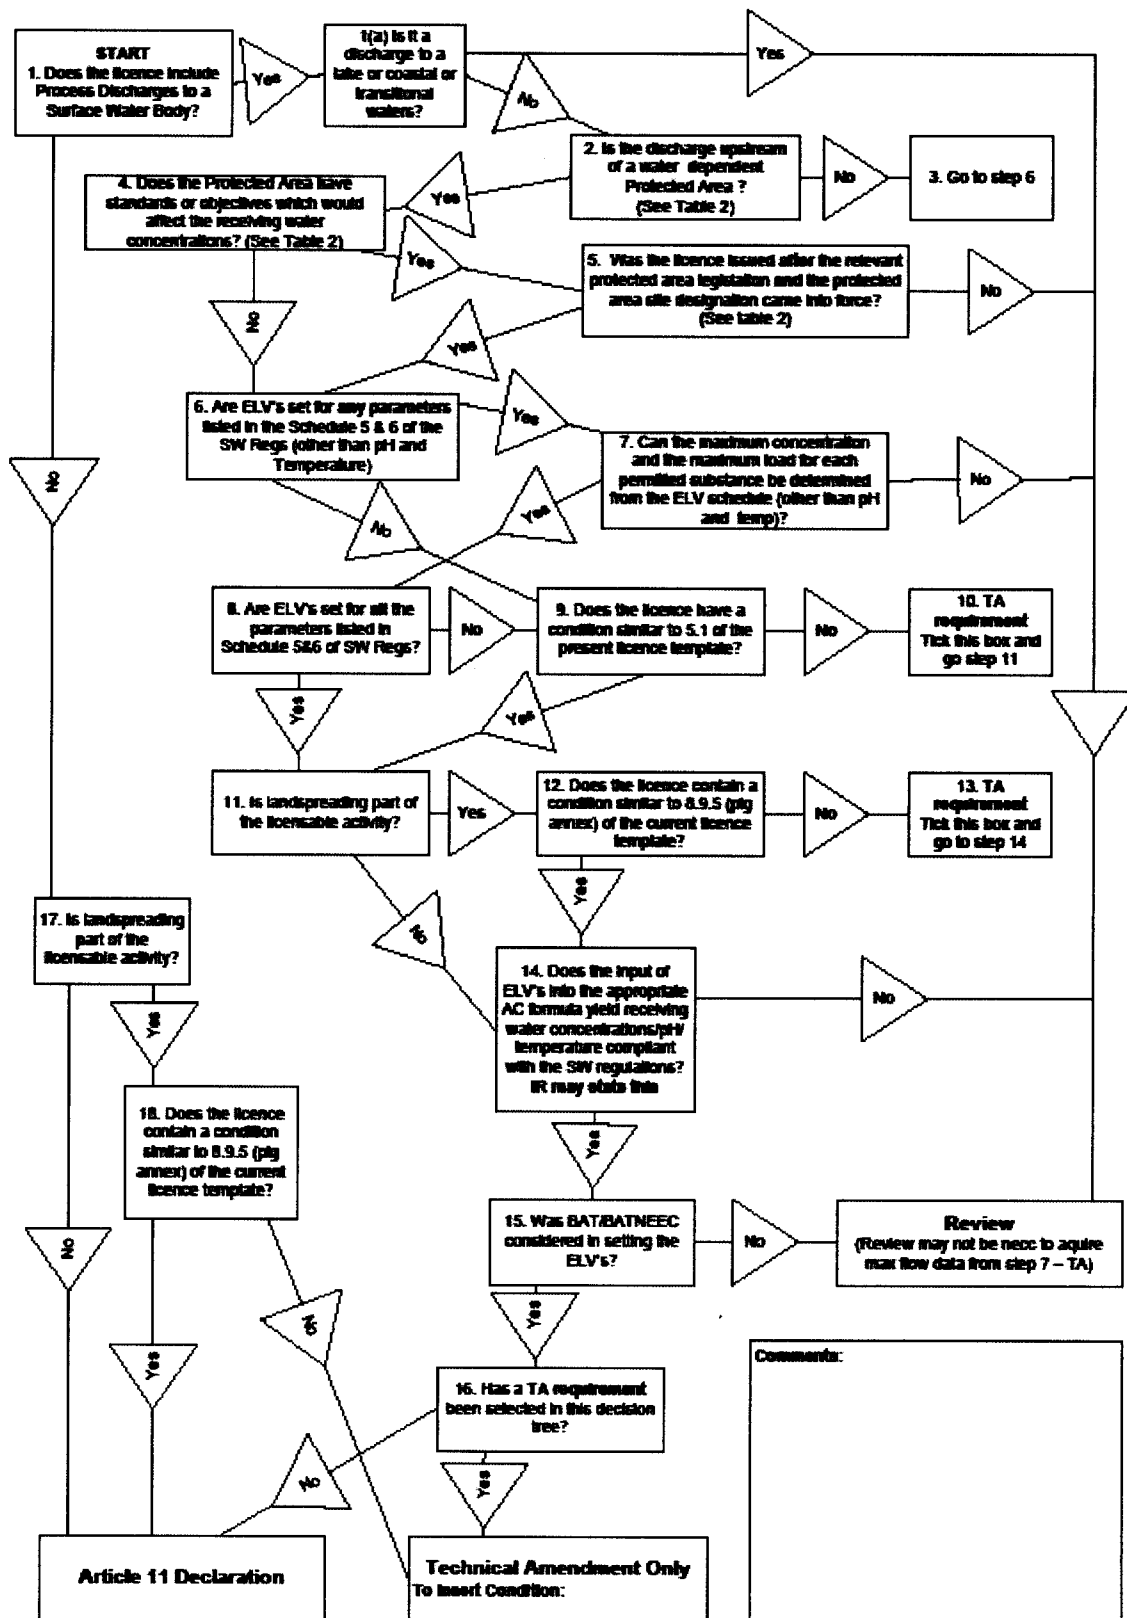 START
1. Does the licence include
Process Discharges to a
Surface Water Body?
Yes
1(a) Is it a
discharge to a
lake or coastal or
transitional
waters?
Yes
No
2. Is the discharge upstream
of a water dependent
Protected Area ?
(See Table 2)
No
3. Go to step 6
Yes
4. Does the Protected Area have
standards or objectives which would
affect the receiving water
concentrations? (See Table 2)
Yes
5. Was the licence issued after the relevant
protected area legislation and the protected
area site designation came into force?
(See table 2)
No
No
Yes
6. Are ELV's set for any parameters
listed in the Schedule 5 & 6 of the
SW Regs (other than pH and
Temperature)
Yes
7. Can the maximum concentration
and the maximum load for each
permitted substance be determined
from the ELV schedule (other than pH
and temp)?
No
No
No
Yes
8. Are ELV's set for all the
parameters listed in
Schedule 5&6 of SW Regs?
No
9. Does the licence have a
condition similar to 5.1 of the
present licence template?
No
10. TA
requirement
Tick this box and
go step 11
Yes
Yes
11. Is landspreading part of
the licensable activity?
Yes
12. Does the licence contain a
condition similar to 8.9.5 (pig
annex) of the current licence
template?
No
13. TA
requirement
Tick this box and
go to step 14
Yes
No
17. Is landspreading
part of the
licensable activity?
14. Does the input of
ELV's into the appropriate
AC formula yield receiving
water concentrations/pH/
temperature compliant
with the SW regulations?
IR may state this
No
Yes
18. Does the licence
contain a condition
similar to 8.9.5 (pig
annex) of the current
licence template?
Yes
15. Was BAT/BATNEEC
considered in setting the
ELV's?
No
Review
(Review may not be necc to aquire
max flow data from step 7 – TA)
No
Yes
No
Yes
Comments:
16. Has a TA requirement
been selected in this decision
tree?
No
Yes
Article 11 Declaration
Technical Amendment Only
To Insert Condition: